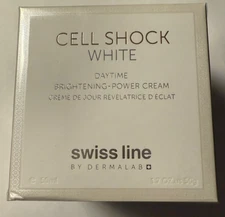 CELL SHOCK
WHITE
DAYTIME
BRIGHTENING-POWER CREAM
CRÈME DE JOUR RÉVÉLATRICE D'ÉCLAT
swiss line
BY DERMALAB